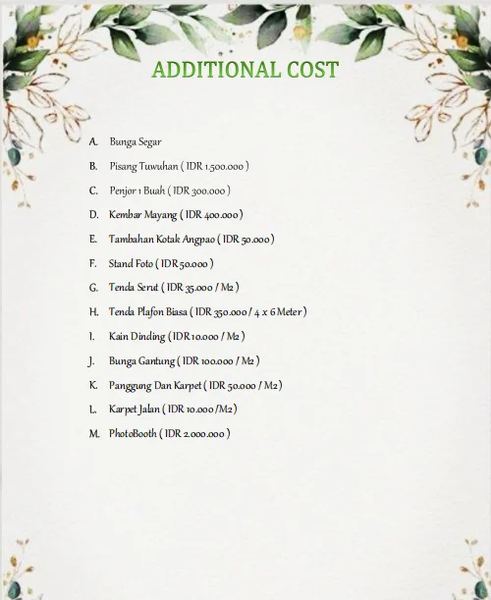 ADDITIONAL COST
A. Bunga Segar
B. Pisang Tuwuhan ( IDR 1.500.000 )
C. Penjor 1 Buah ( IDR 300.000 )
D. Kembar Mayang ( IDR 400.000 )
E. Tambahan Kotak Angpao ( IDR 50.000 )
F. Stand Foto ( IDR 50.000 )
G. Tenda Serut ( IDR 35.000 / M2 )
H. Tenda Plafon Biasa ( IDR 350.000 / 4 x 6 Meter )
I. Kain Dinding ( IDR 10.000 / M2 )
J. Bunga Gantung ( IDR 100.000 / M2 )
K. Panggung Dan Karpet ( IDR 50.000 / M2 )
L. Karpet Jalan ( IDR 10.000 /M2 )
M. PhotoBooth ( IDR 2.000.000 )